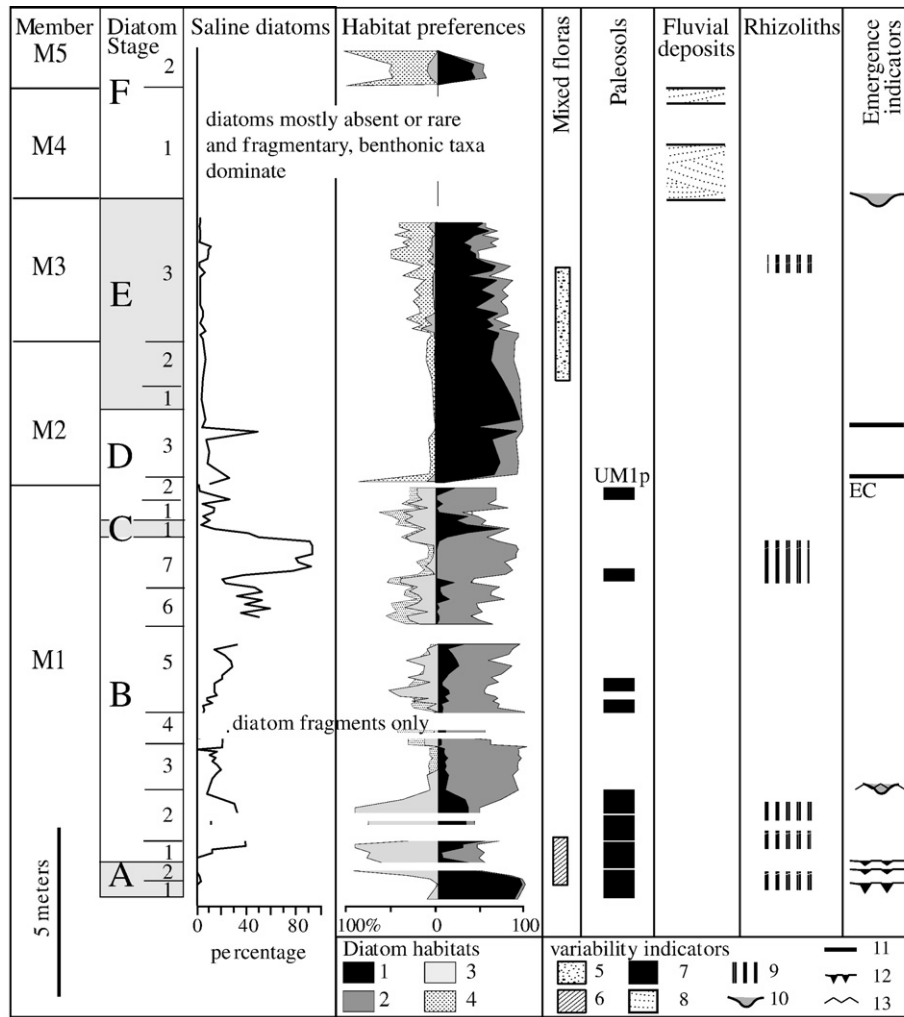 Member
Diatom
Stage
Saline diatoms
Habitat preferences
Mixed floras
Paleosols
Fluvial
deposits
Rhizoliths
Emergence
indicators
M5
F
2
diatoms mostly absent or rare
and fragmentary, benthonic taxa
dominate
M4
1
M3
E
3
2
1
M2
D
3
2
1
UM1p
EC
C
1
M1
B
7
6
5
4
diatom fragments only
3
2
1
A
2
1
5 meters
0 40 80
percentage
100% 0 100
Diatom habitats
1 3
2 4
variability indicators
5 7 9 11
12
6 8 10 13